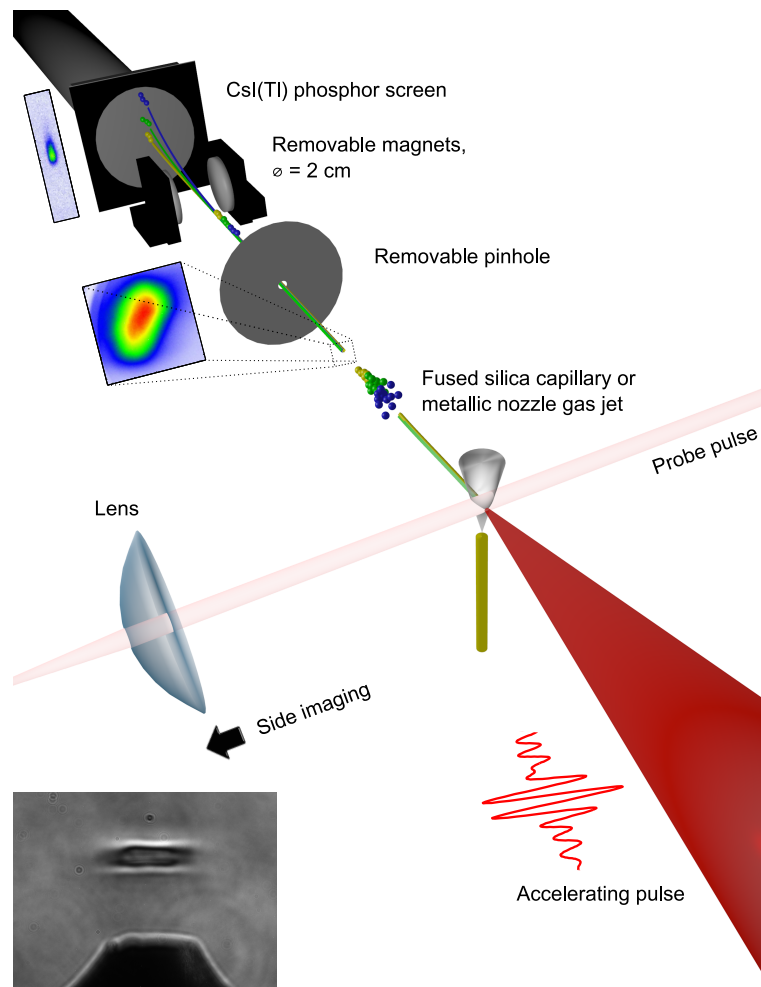 CsI(Tl) phosphor screen
Removable magnets,
⌀ = 2 cm
Removable pinhole
Fused silica capillary or
metallic nozzle gas jet
Probe pulse
Lens
Side imaging
Accelerating pulse